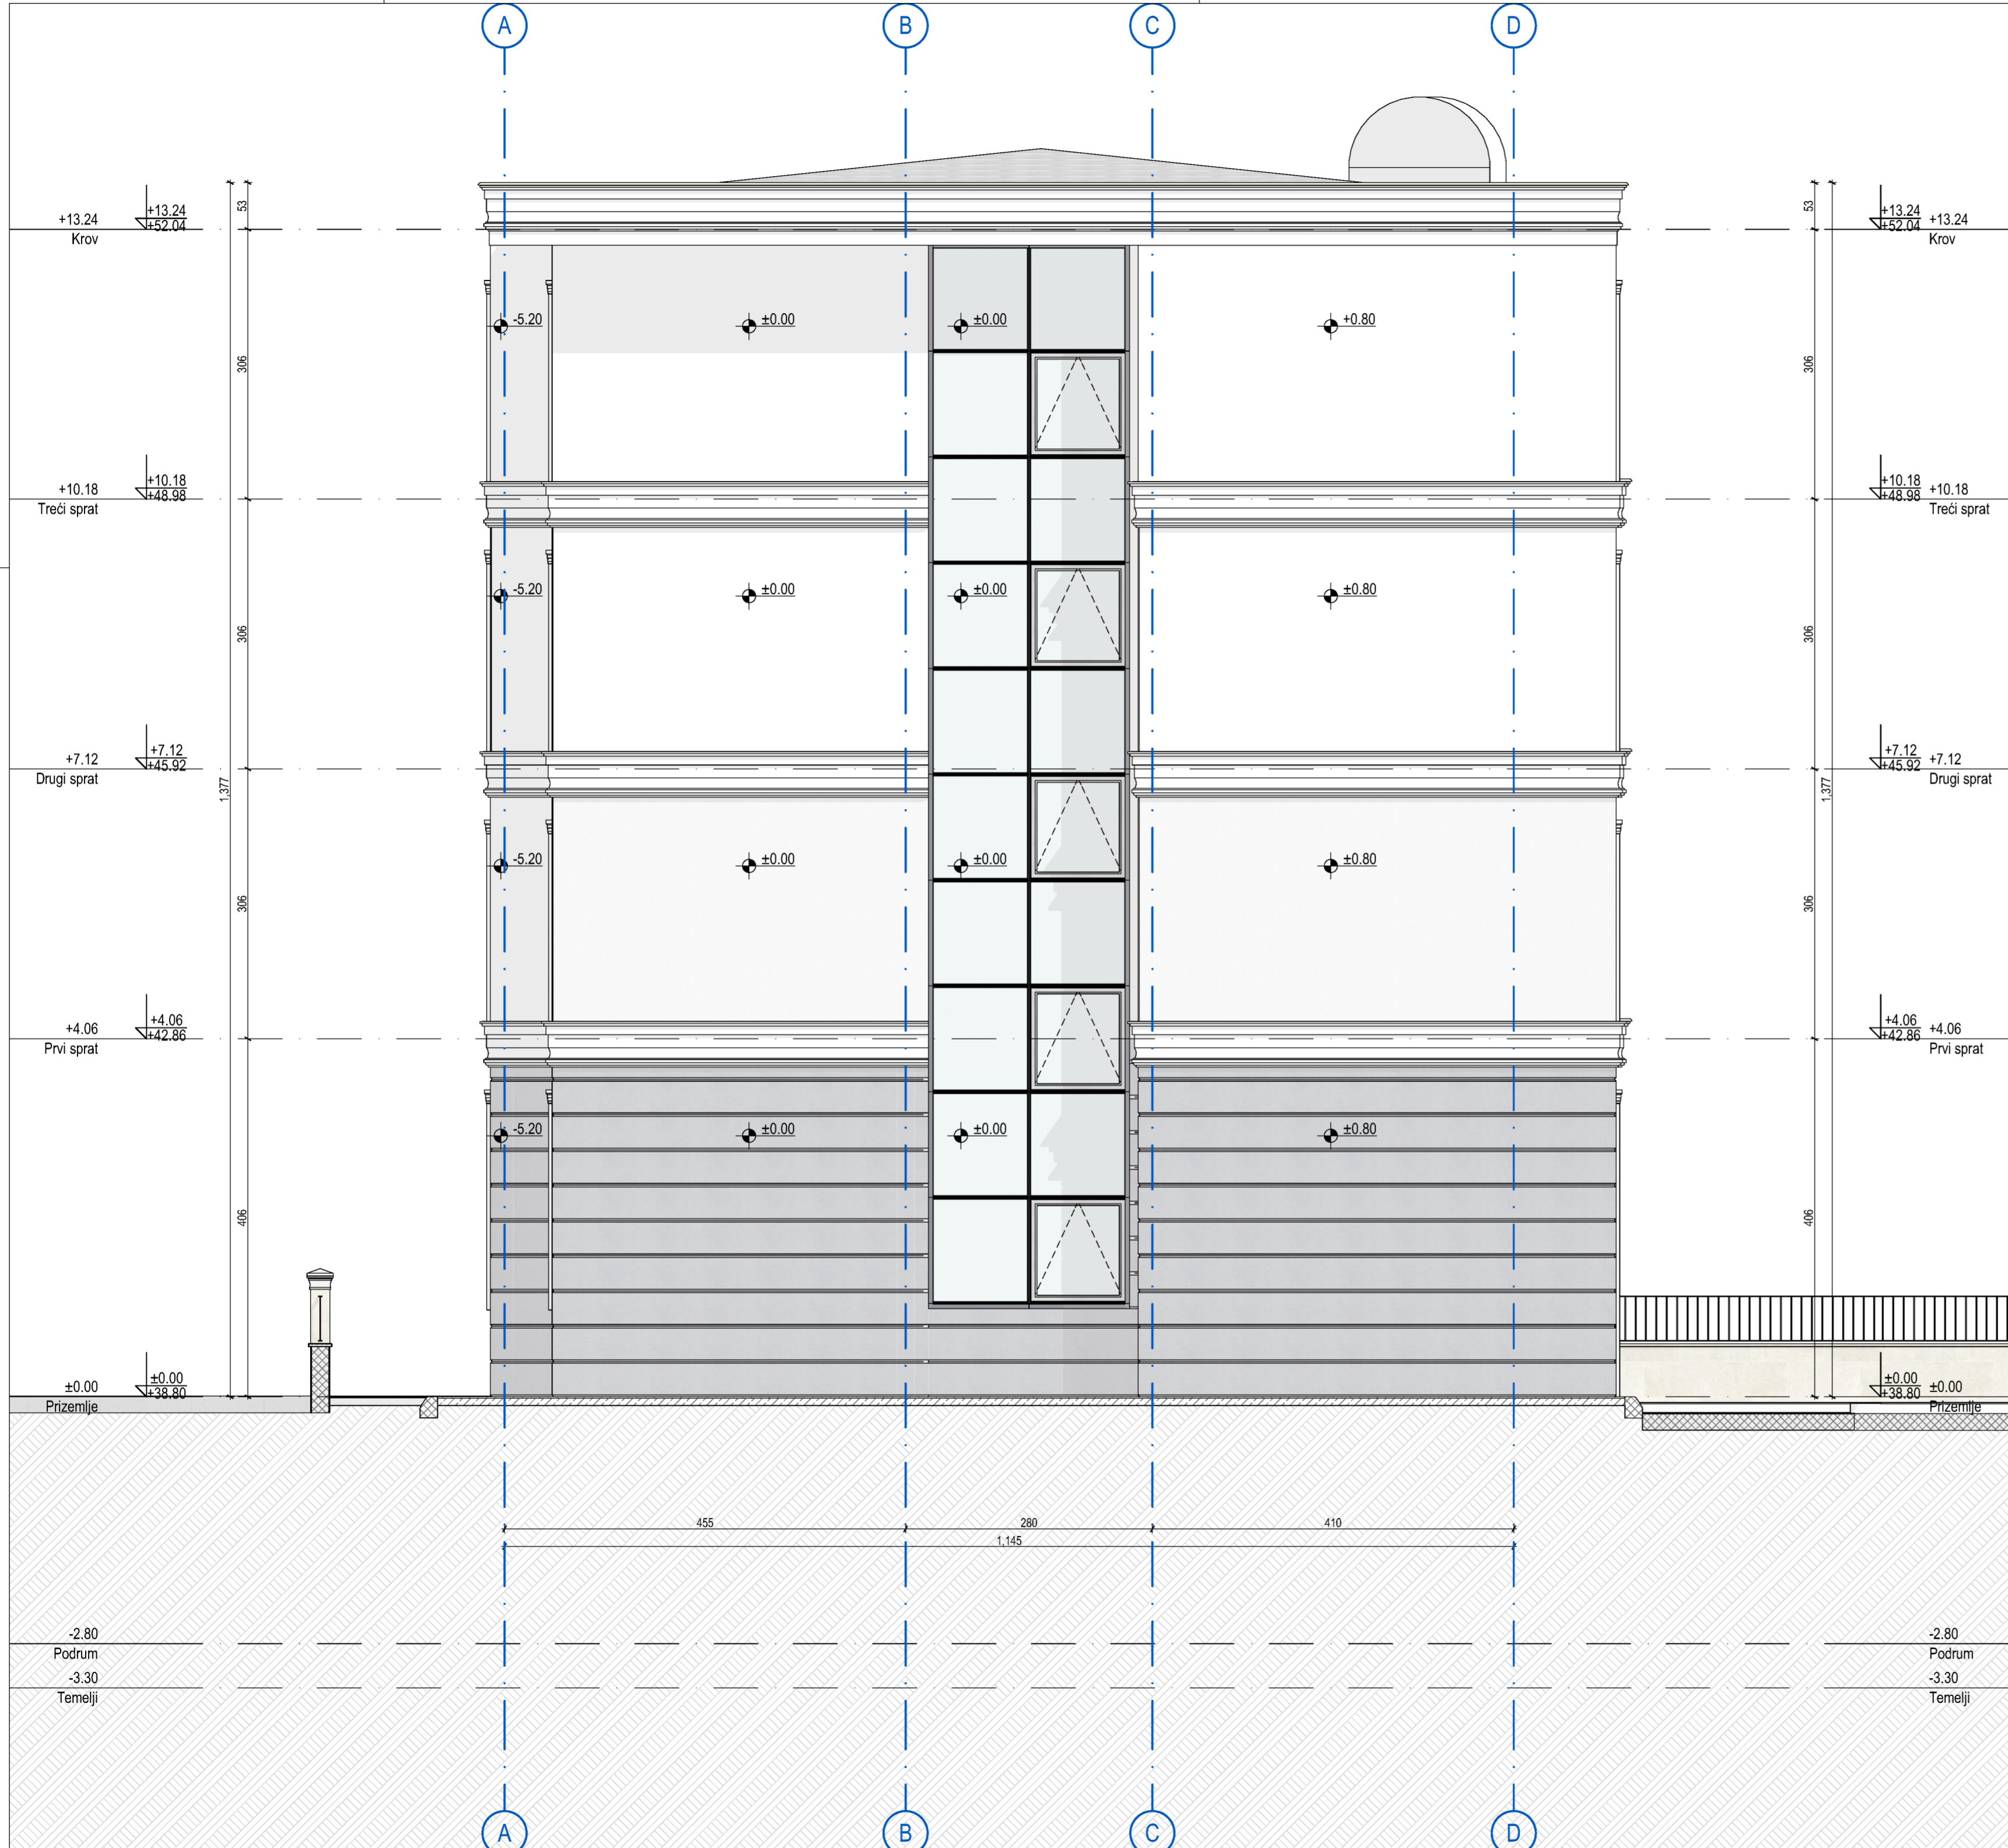 A B C D
53 53
+13.24 +13.24 +13.24 +13.24
Krov +52.04 +52.04 Krov
-5.20 ±0.00 ±0.00 +0.80
306 306
+10.18 +10.18 +10.18 +10.18
Treći sprat +48.98 +48.98 Treći sprat
-5.20 ±0.00 ±0.00 ±0.80
306 306
+7.12 +7.12 +7.12 +7.12
Drugi sprat +45.92 +45.92 Drugi sprat
1,377 1,377
-5.20 ±0.00 ±0.00 ±0.80
306 306
+4.06 +4.06 +4.06 +4.06
Prvi sprat +42.86 +42.86 Prvi sprat
-5.20 ±0.00 ±0.00 ±0.80
406 406
±0.00 ±0.00 ±0.00 ±0.00
Prizemlje +38.80 +38.80 Prizemlje
455 280 410
1,145
-2.80 -2.80
Podrum Podrum
-3.30 -3.30
Temelji Temelji
A B C D